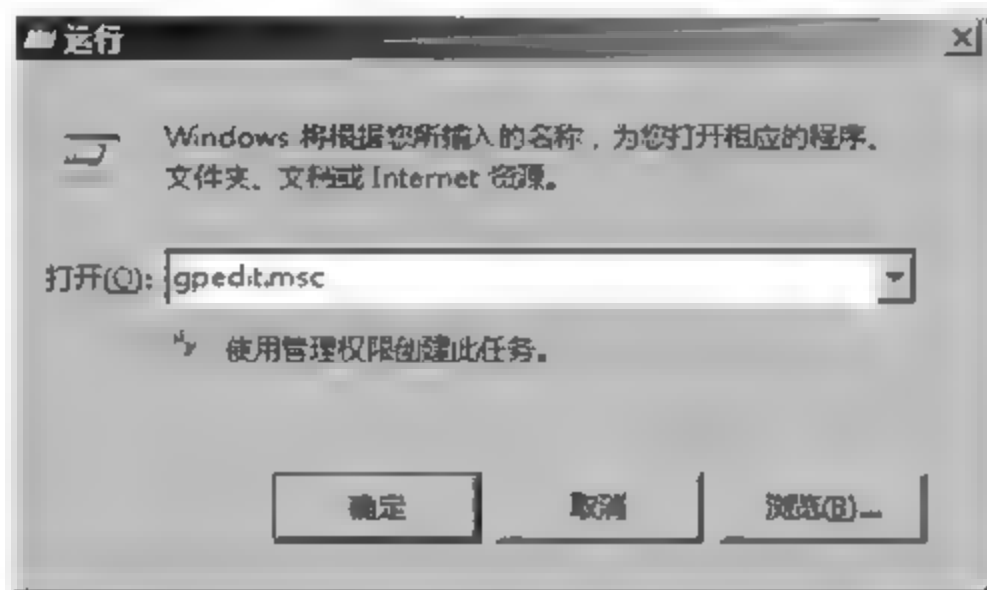 运行
Windows 将根据您所输入的名称，为您打开相应的程序、
文件夹、文档或 Internet 资源。
打开(O): gpedit.msc
使用管理权限创建此任务。
确定 取消 浏览(B)...